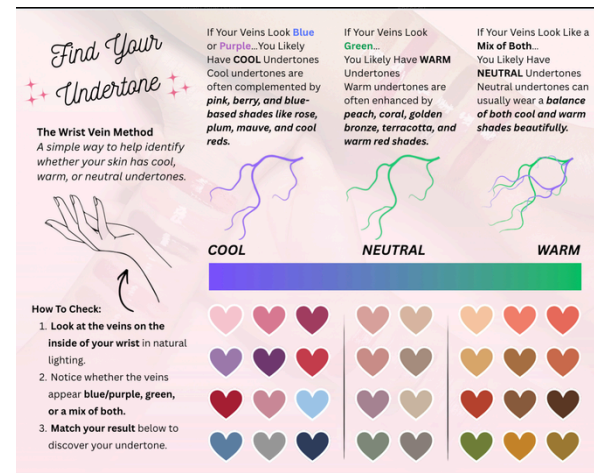 Find Your
Undertone
The Wrist Vein Method
A simple way to help identify
whether your skin has cool,
warm, or neutral undertones.
How To Check:
1. Look at the veins on the
inside of your wrist in natural
lighting.
2. Notice whether the veins
appear blue/purple, green,
or a mix of both.
3. Match your result below to
discover your undertone.
If Your Veins Look Blue
or Purple...You Likely
Have COOL Undertones
Cool undertones are
often complemented by
pink, berry, and blue-
based shades like rose,
plum, mauve, and cool
reds.
If Your Veins Look
Green...
You Likely Have WARM
Undertones
Warm undertones are
often enhanced by
peach, coral, golden
bronze, terracotta, and
warm red shades.
If Your Veins Look Like a
Mix of Both...
You Likely Have
NEUTRAL Undertones
Neutral undertones can
usually wear a balance
of both cool and warm
shades beautifully.
COOL
NEUTRAL
WARM